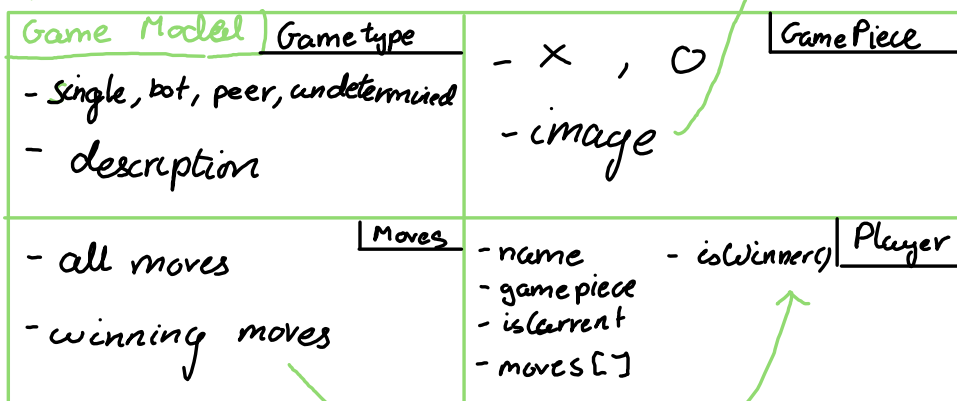 Game Model
Gametype
- single, bot, peer, undetermined
- description
GamePiece
- x , o
- image
Moves
- all moves
- winning moves
Player
- name
- gamepiece
- isCurrent
- moves[]
- isWinner()